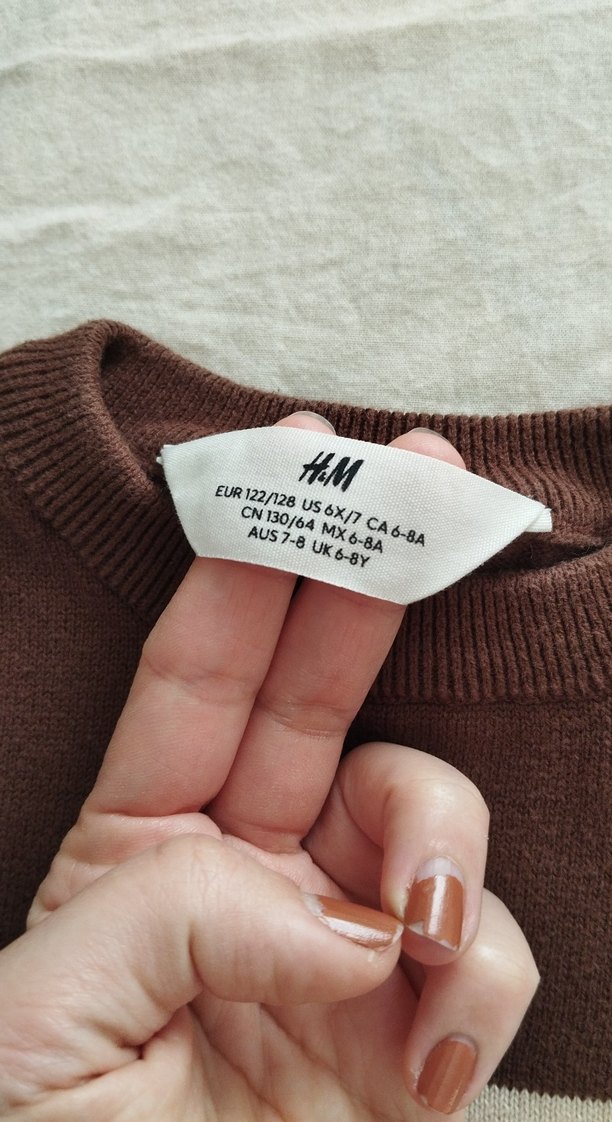 H&M
EUR 122/128 US 6X/7 CA 6-8A
CN 130/64 MX 6-8A
AUS 7-8 UK 6-8Y